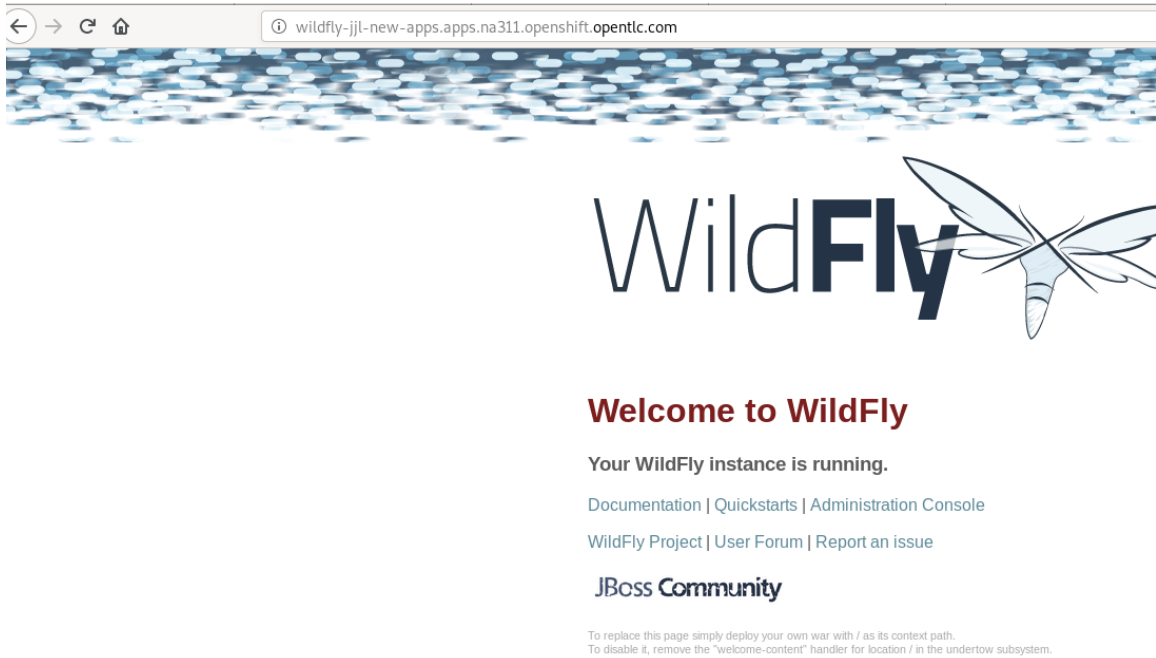 wildfly-jjl-new-apps.apps.na311.openshift.opentlc.com
WildFly
Welcome to WildFly
Your WildFly instance is running.
Documentation | Quickstarts | Administration Console
WildFly Project | User Forum | Report an issue
JBoss Community
To replace this page simply deploy your own war with / as its context path.
To disable it, remove the "welcome-content" handler for location / in the undertow subsystem.